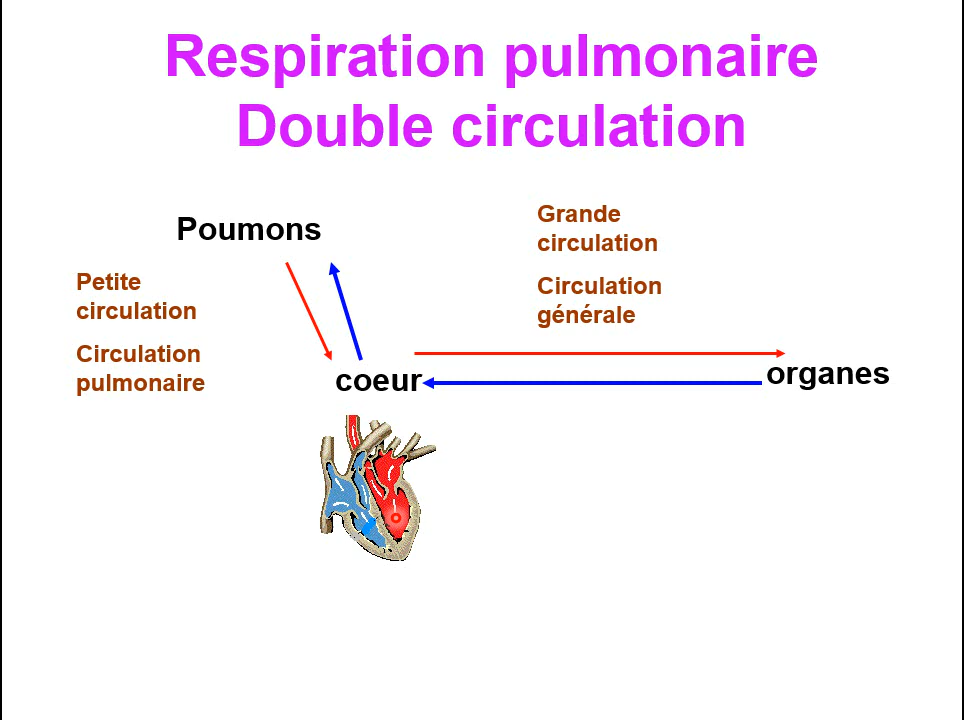 Respiration pulmonaire
Double circulation
Poumons
Petite
circulation
Circulation
pulmonaire
Grande
circulation
Circulation
générale
coeur
organes